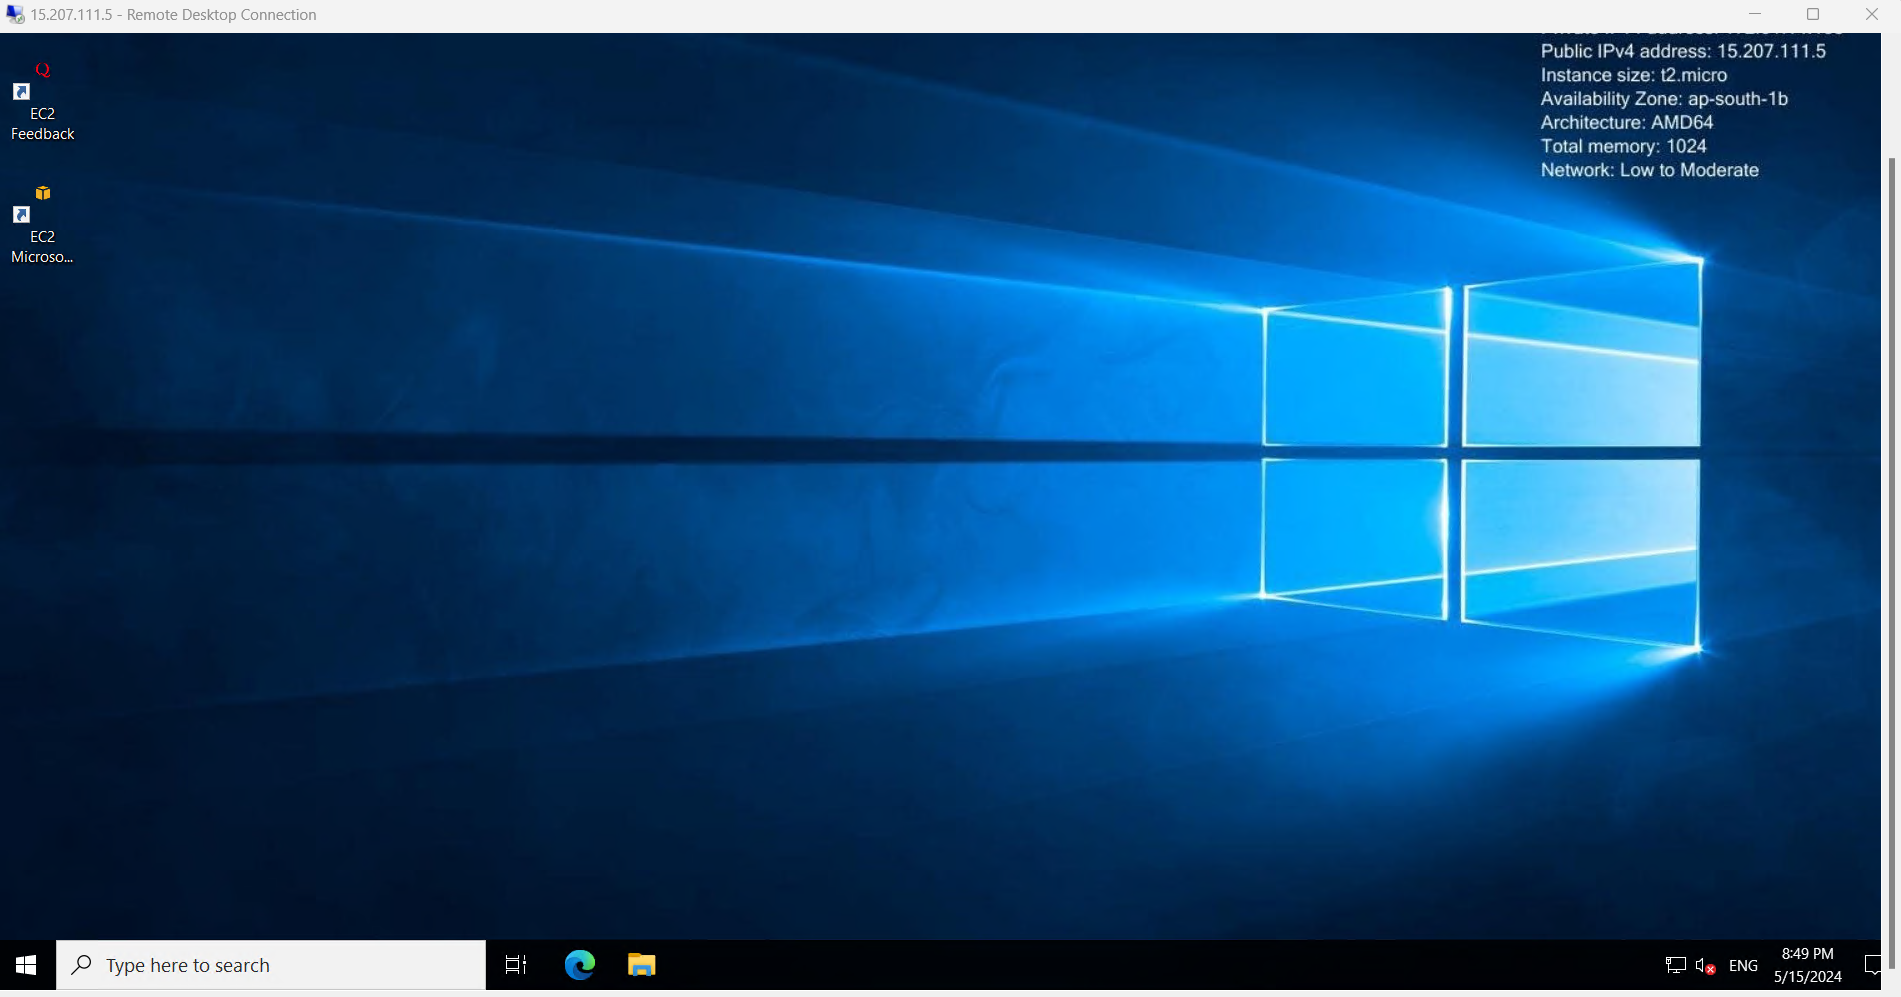 15.207.111.5 - Remote Desktop Connection
Public IPv4 address: 15.207.111.5
Instance size: t2.micro
Availability Zone: ap-south-1b
Architecture: AMD64
Total memory: 1024
Network: Low to Moderate
EC2
Feedback
EC2
Microso...
Type here to search
ENG
8:49 PM
5/15/2024